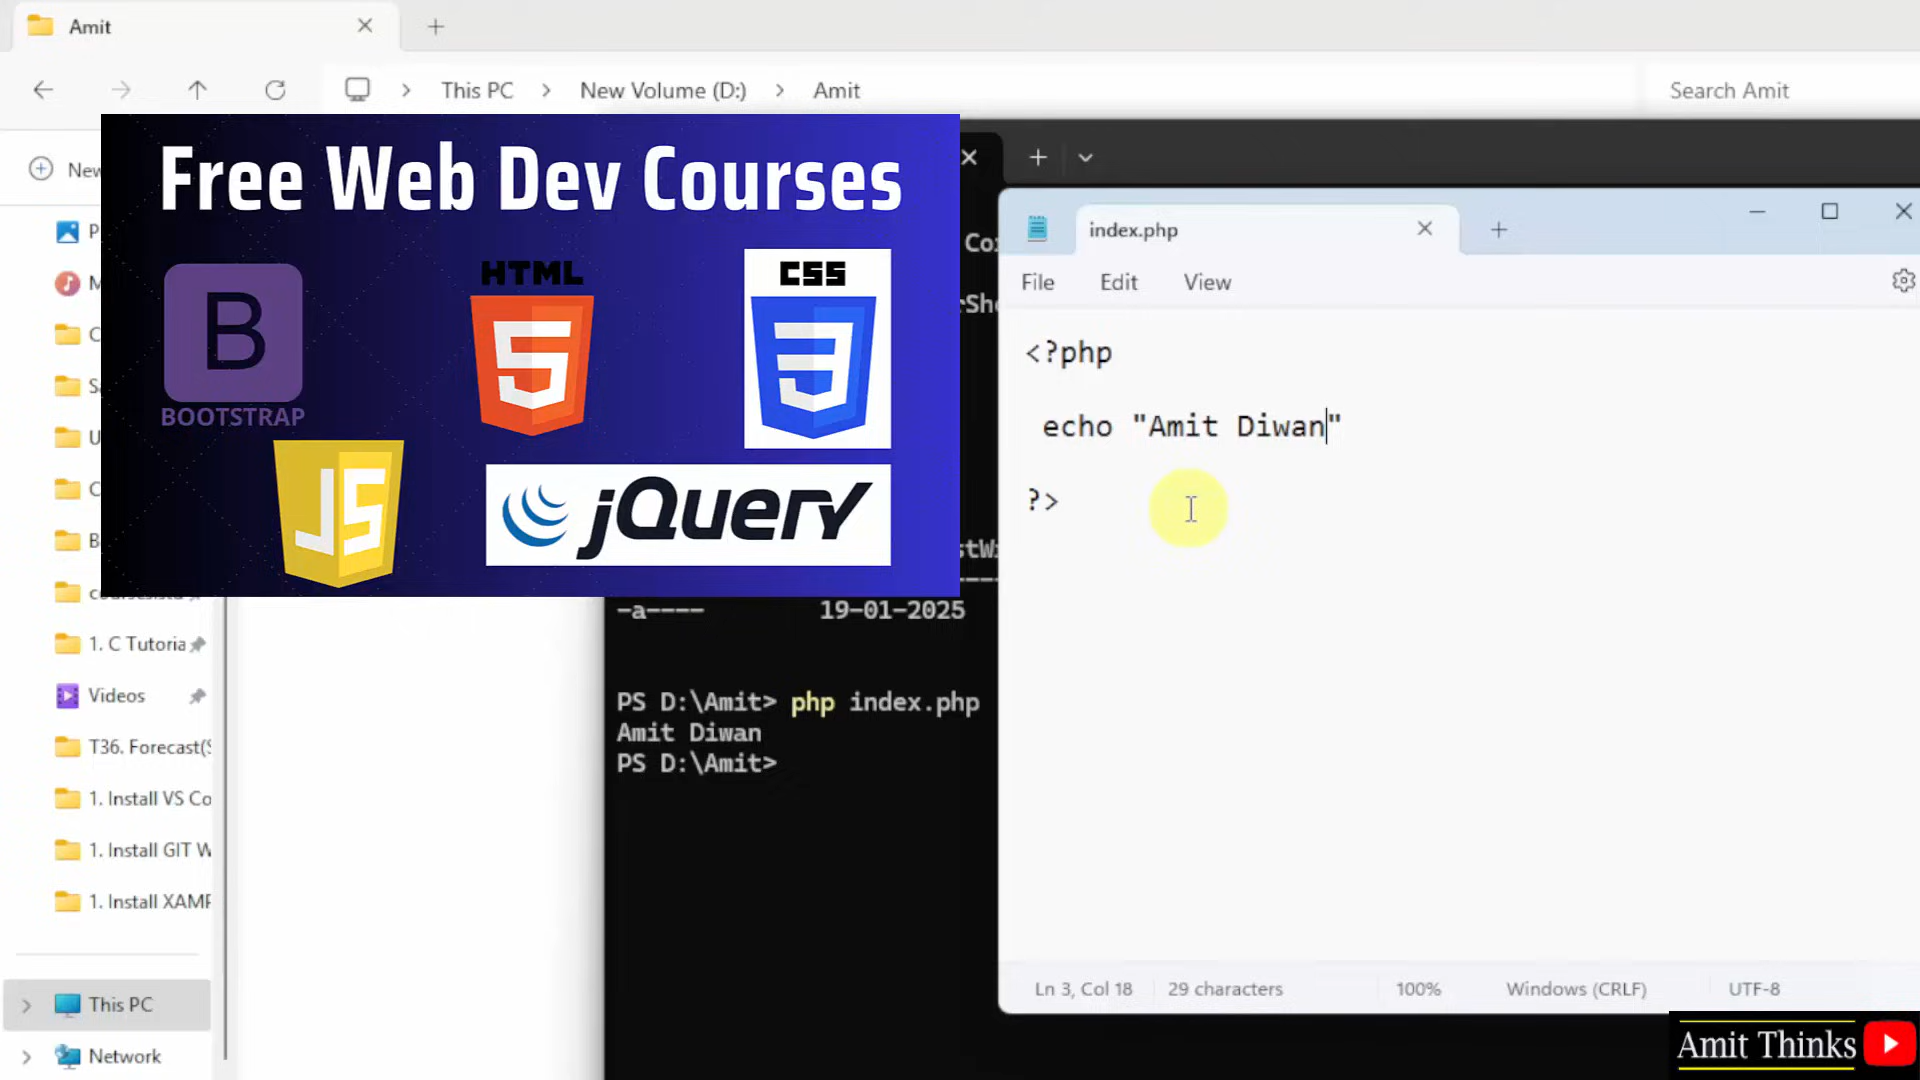 Amit
This PC
New Volume (D:)
Amit
Search Amit
New
Free Web Dev Courses
HTML
CSS
B
BOOTSTRAP
JS
jQuery
index.php
File
Edit
View
<?php
echo "Amit Diwan"
?>
1. C Tutoria
Videos
T36. Forecast(S
1. Install VS Co
1. Install GIT W
1. Install XAMP
This PC
Network
-a---- 19-01-2025
PS D:\Amit> php index.php
Amit Diwan
PS D:\Amit>
Ln 3, Col 18
29 characters
100%
Windows (CRLF)
UTF-8
Amit Thinks